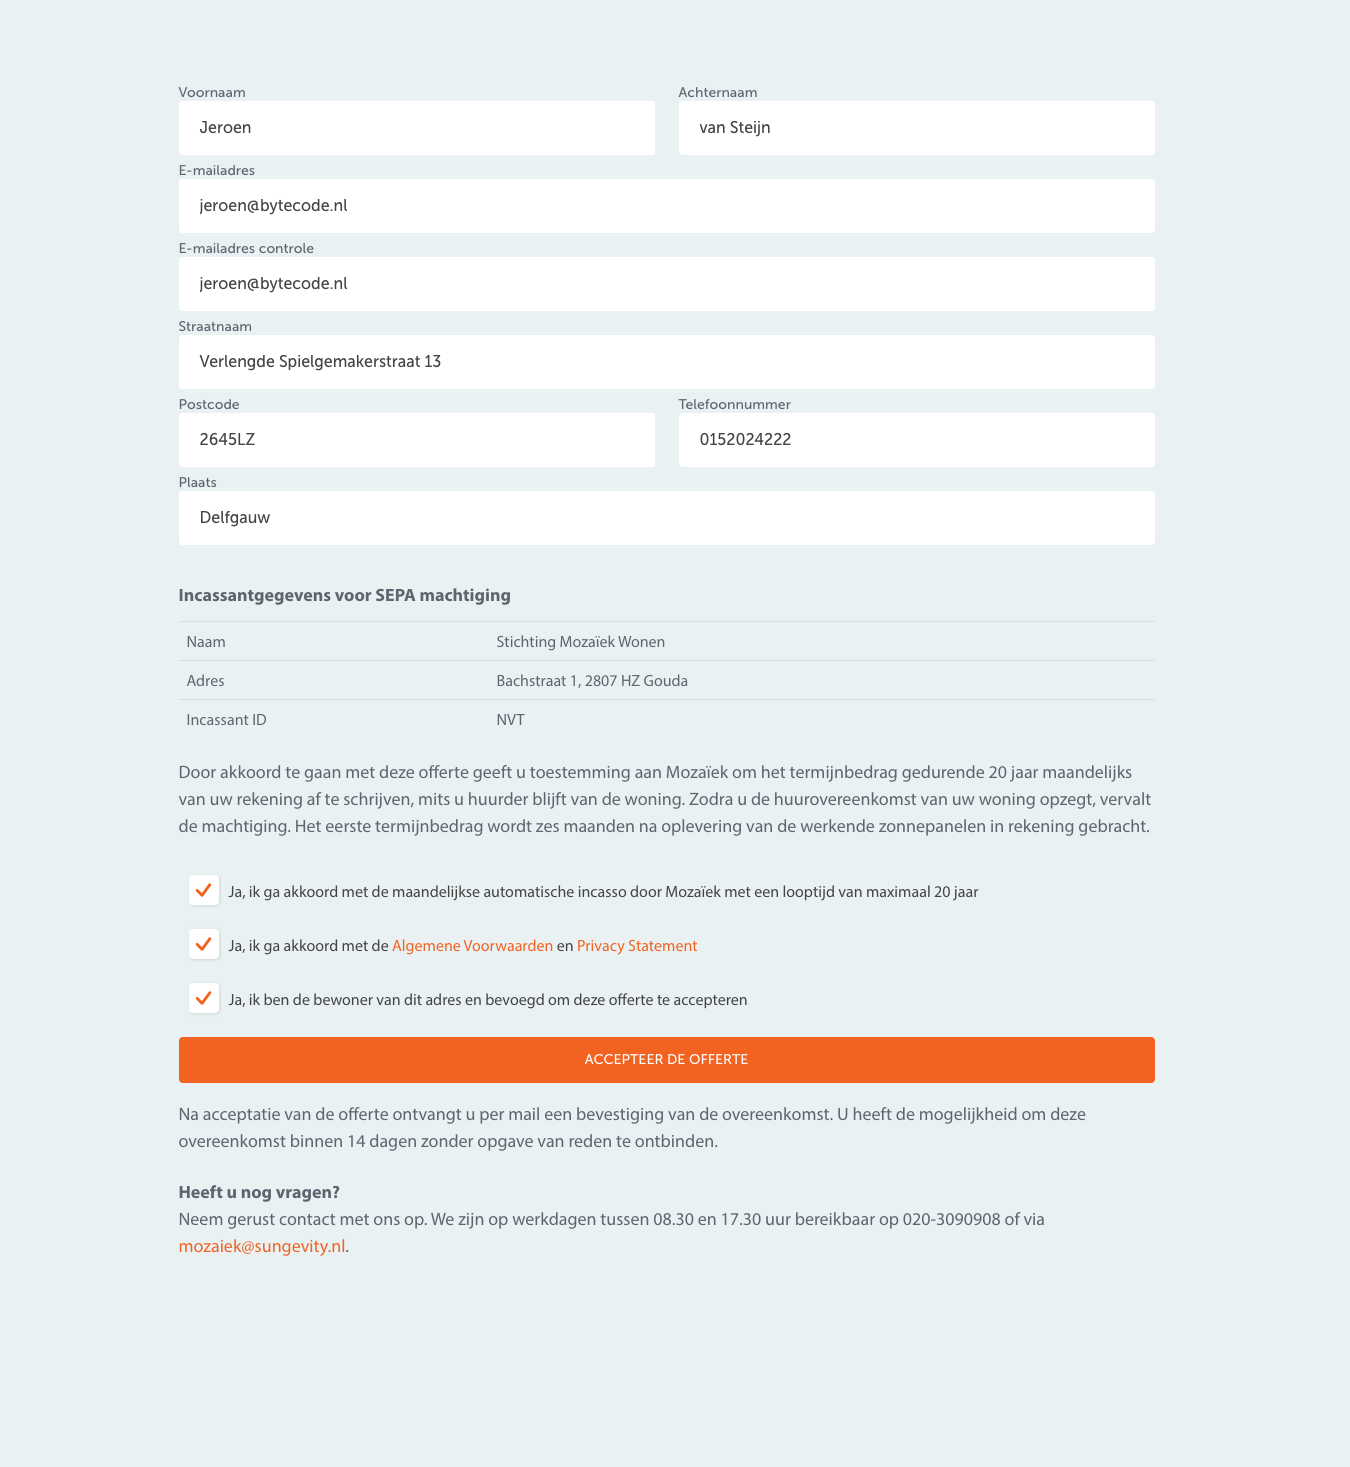 Voornaam
Achternaam
Jeroen
van Steijn
E-mailadres
jeroen@bytecode.nl
E-mailadres controle
jeroen@bytecode.nl
Straatnaam
Verlengde Spielgemakerstraat 13
Postcode
Telefoonnummer
2645LZ
0152024222
Plaats
Delfgauw
Incassantgegevens voor SEPA machtiging
Naam Stichting Mozaïek Wonen
Adres Bachstraat 1, 2807 HZ Gouda
Incassant ID NVT
Door akkoord te gaan met deze offerte geeft u toestemming aan Mozaïek om het termijnbedrag gedurende 20 jaar maandelijks
van uw rekening af te schrijven, mits u huurder blijft van de woning. Zodra u de huurovereenkomst van uw woning opzegt, vervalt
de machtiging. Het eerste termijnbedrag wordt zes maanden na oplevering van de werkende zonnepanelen in rekening gebracht.
Ja, ik ga akkoord met de maandelijkse automatische incasso door Mozaïek met een looptijd van maximaal 20 jaar
Ja, ik ga akkoord met de Algemene Voorwaarden en Privacy Statement
Ja, ik ben de bewoner van dit adres en bevoegd om deze offerte te accepteren
ACCEPTEER DE OFFERTE
Na acceptatie van de offerte ontvangt u per mail een bevestiging van de overeenkomst. U heeft de mogelijkheid om deze
overeenkomst binnen 14 dagen zonder opgave van reden te ontbinden.
Heeft u nog vragen?
Neem gerust contact met ons op. We zijn op werkdagen tussen 08.30 en 17.30 uur bereikbaar op 020-3090908 of via
mozaiek@sungevity.nl.